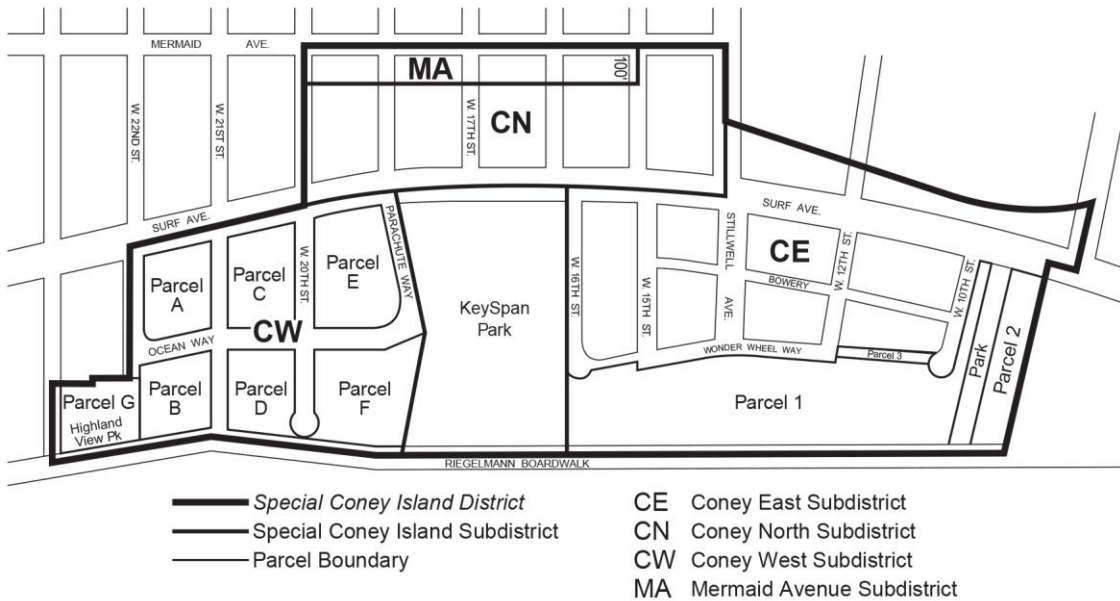 MERMAID AVE.
MA
100'
CN
W. 22ND ST.
W. 21ST ST.
W. 17TH ST.
SURF AVE.
SURF AVE.
Parcel
A
Parcel
C
W. 20TH ST.
Parcel
E
PARACHUTE WAY
KeySpan
Park
W. 16TH ST.
W. 15TH ST.
STILLWELL
AVE.
CE
BOWERY
W. 12TH ST.
W. 10TH ST.
CW
OCEAN WAY
WONDER WHEEL WAY
Parcel 3
Park
Parcel 2
Parcel G
Highland
View Pk
Parcel
B
Parcel
D
Parcel
F
Parcel 1
RIEGELMANN BOARDWALK
Special Coney Island District
Special Coney Island Subdistrict
Parcel Boundary
CE Coney East Subdistrict
CN Coney North Subdistrict
CW Coney West Subdistrict
MA Mermaid Avenue Subdistrict